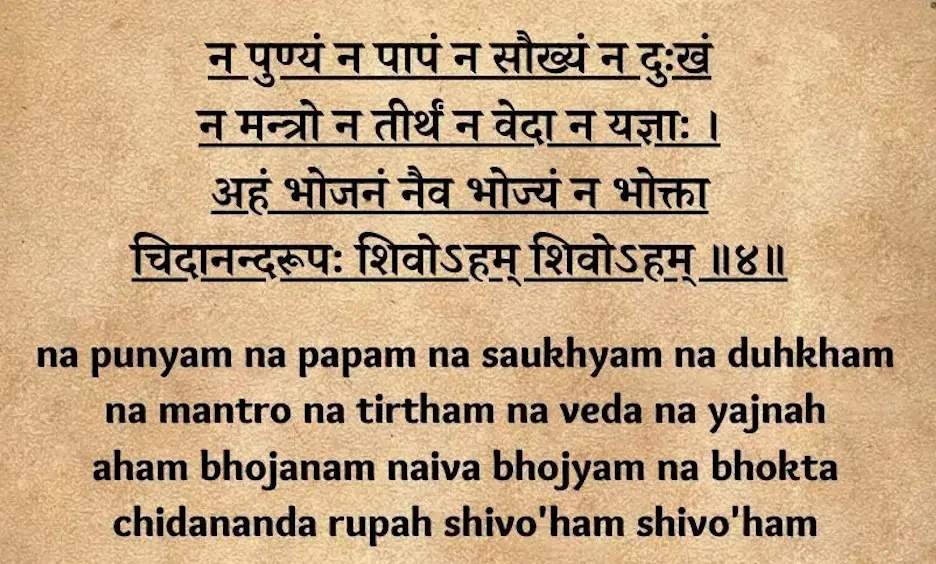 न पुण्यं न पापं न सौख्यं न दुःखं
न मन्त्रो न तीर्थं न वेदा न यज्ञाः ।
अहं भोजनं नैव भोज्यं न भोक्ता
चिदानन्दरूपः शिवोऽहम् शिवोऽहम् ॥४॥
na punyam na papam na saukhyam na duhkham
na mantro na tirtham na veda na yajnah
aham bhojanam naiva bhojyam na bhokta
chidananda rupah shivo'ham shivo'ham